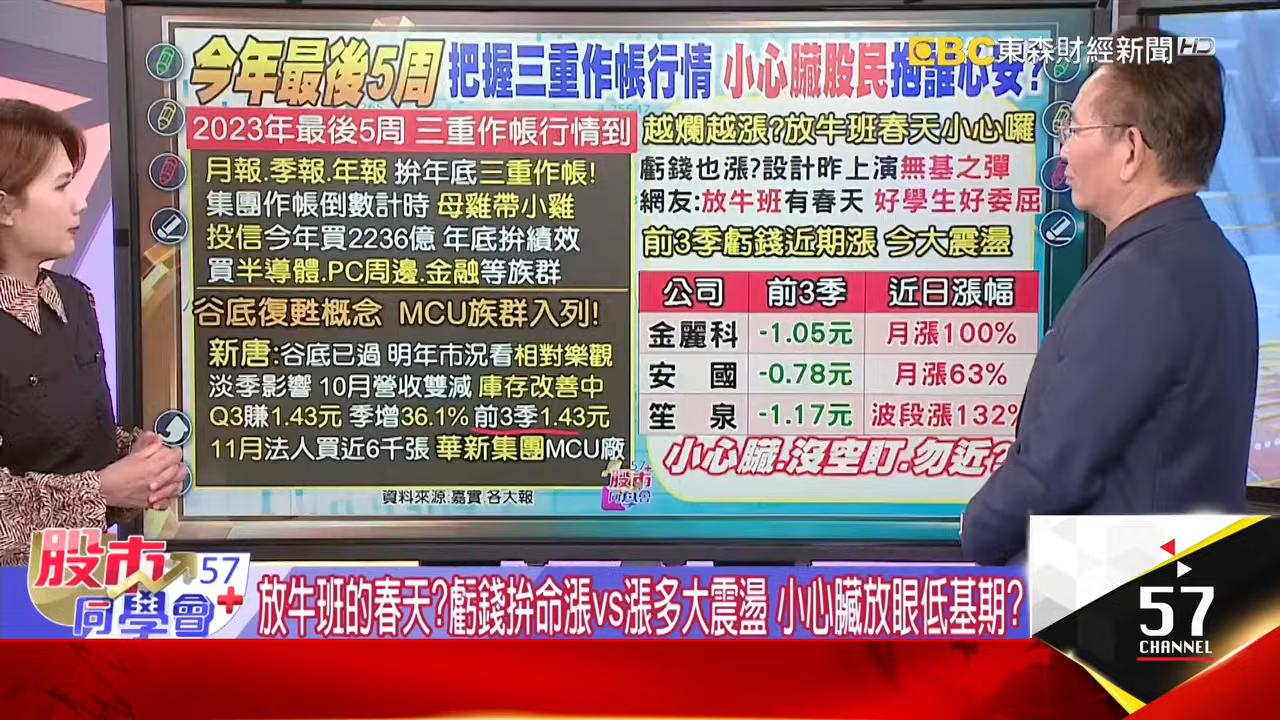 今年最後5周 把握三重作帳行情 小心臟股民抱誰心安?
EBC 東森財經新聞 HD
2023年最後5周 三重作帳行情到
月報.季報.年報 拚年底三重作帳!
集團作帳倒數計時 母雞帶小雞
投信今年買2236億 年底拚績效
買半導體.PC周邊.金融等族群
谷底復甦概念 MCU族群入列!
新唐:谷底已過 明年市況看相對樂觀
淡季影響 10月營收雙減 庫存改善中
Q3賺1.43元 季增36.1% 前3季1.43元
11月法人買近6千張 華新集團MCU廠
資料來源:嘉實.各大報
越爛越漲?放牛班春天小心囉
虧錢也漲?設計昨上演無基之彈
網友:放牛班有春天 好學生好委屈
前3季虧錢近期漲 今大震盪
公司 前3季 近日漲幅
金麗科 -1.05元 月漲100%
安國 -0.78元 月漲63%
笙泉 -1.17元 波段漲132%
小心臟.沒空盯.勿近?
57+
股市
同學會
股市 57+
同學會
放牛班的春天?虧錢拚命漲vs漲多大震盪 小心臟放眼低基期?
57
CHANNEL